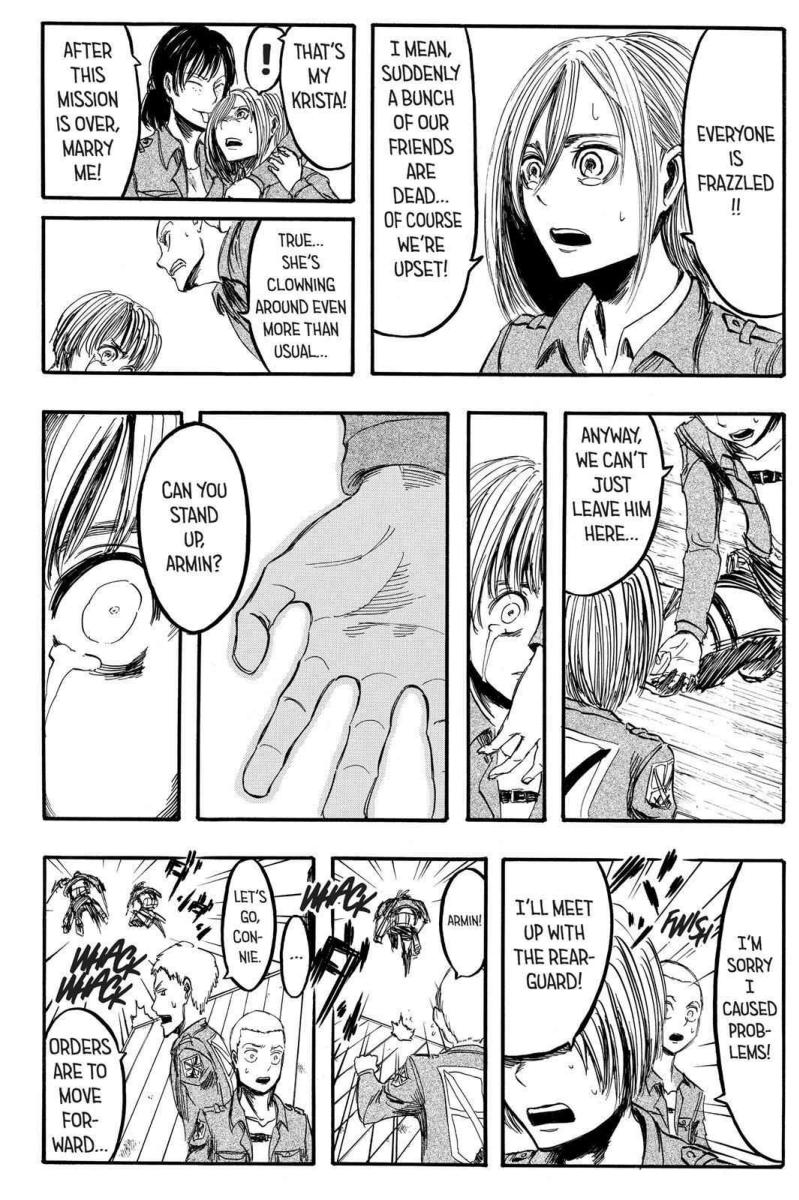 EVERYONE
IS
FRAZZLED
!!
I MEAN,
SUDDENLY
A BUNCH
OF OUR
FRIENDS
ARE
DEAD...
OF COURSE
WE'RE
UPSET!
THAT'S
MY
KRISTA!
!
AFTER
THIS
MISSION
IS OVER,
MARRY
ME!
TRUE...
SHE'S
CLOWNING
AROUND EVEN
MORE THAN
USUAL...
ANYWAY,
WE CAN'T
JUST
LEAVE HIM
HERE...
CAN YOU
STAND
UP,
ARMIN?
I'M
SORRY
I
CAUSED
PROB-
LEMS!
FWISH
I'LL MEET
UP WITH
THE REAR-
GUARD!
ARMIN!
WHACK
...
LET'S
GO,
CON-
NIE.
WHACK
WHACK
ORDERS
ARE TO
MOVE
FOR-
WARD...